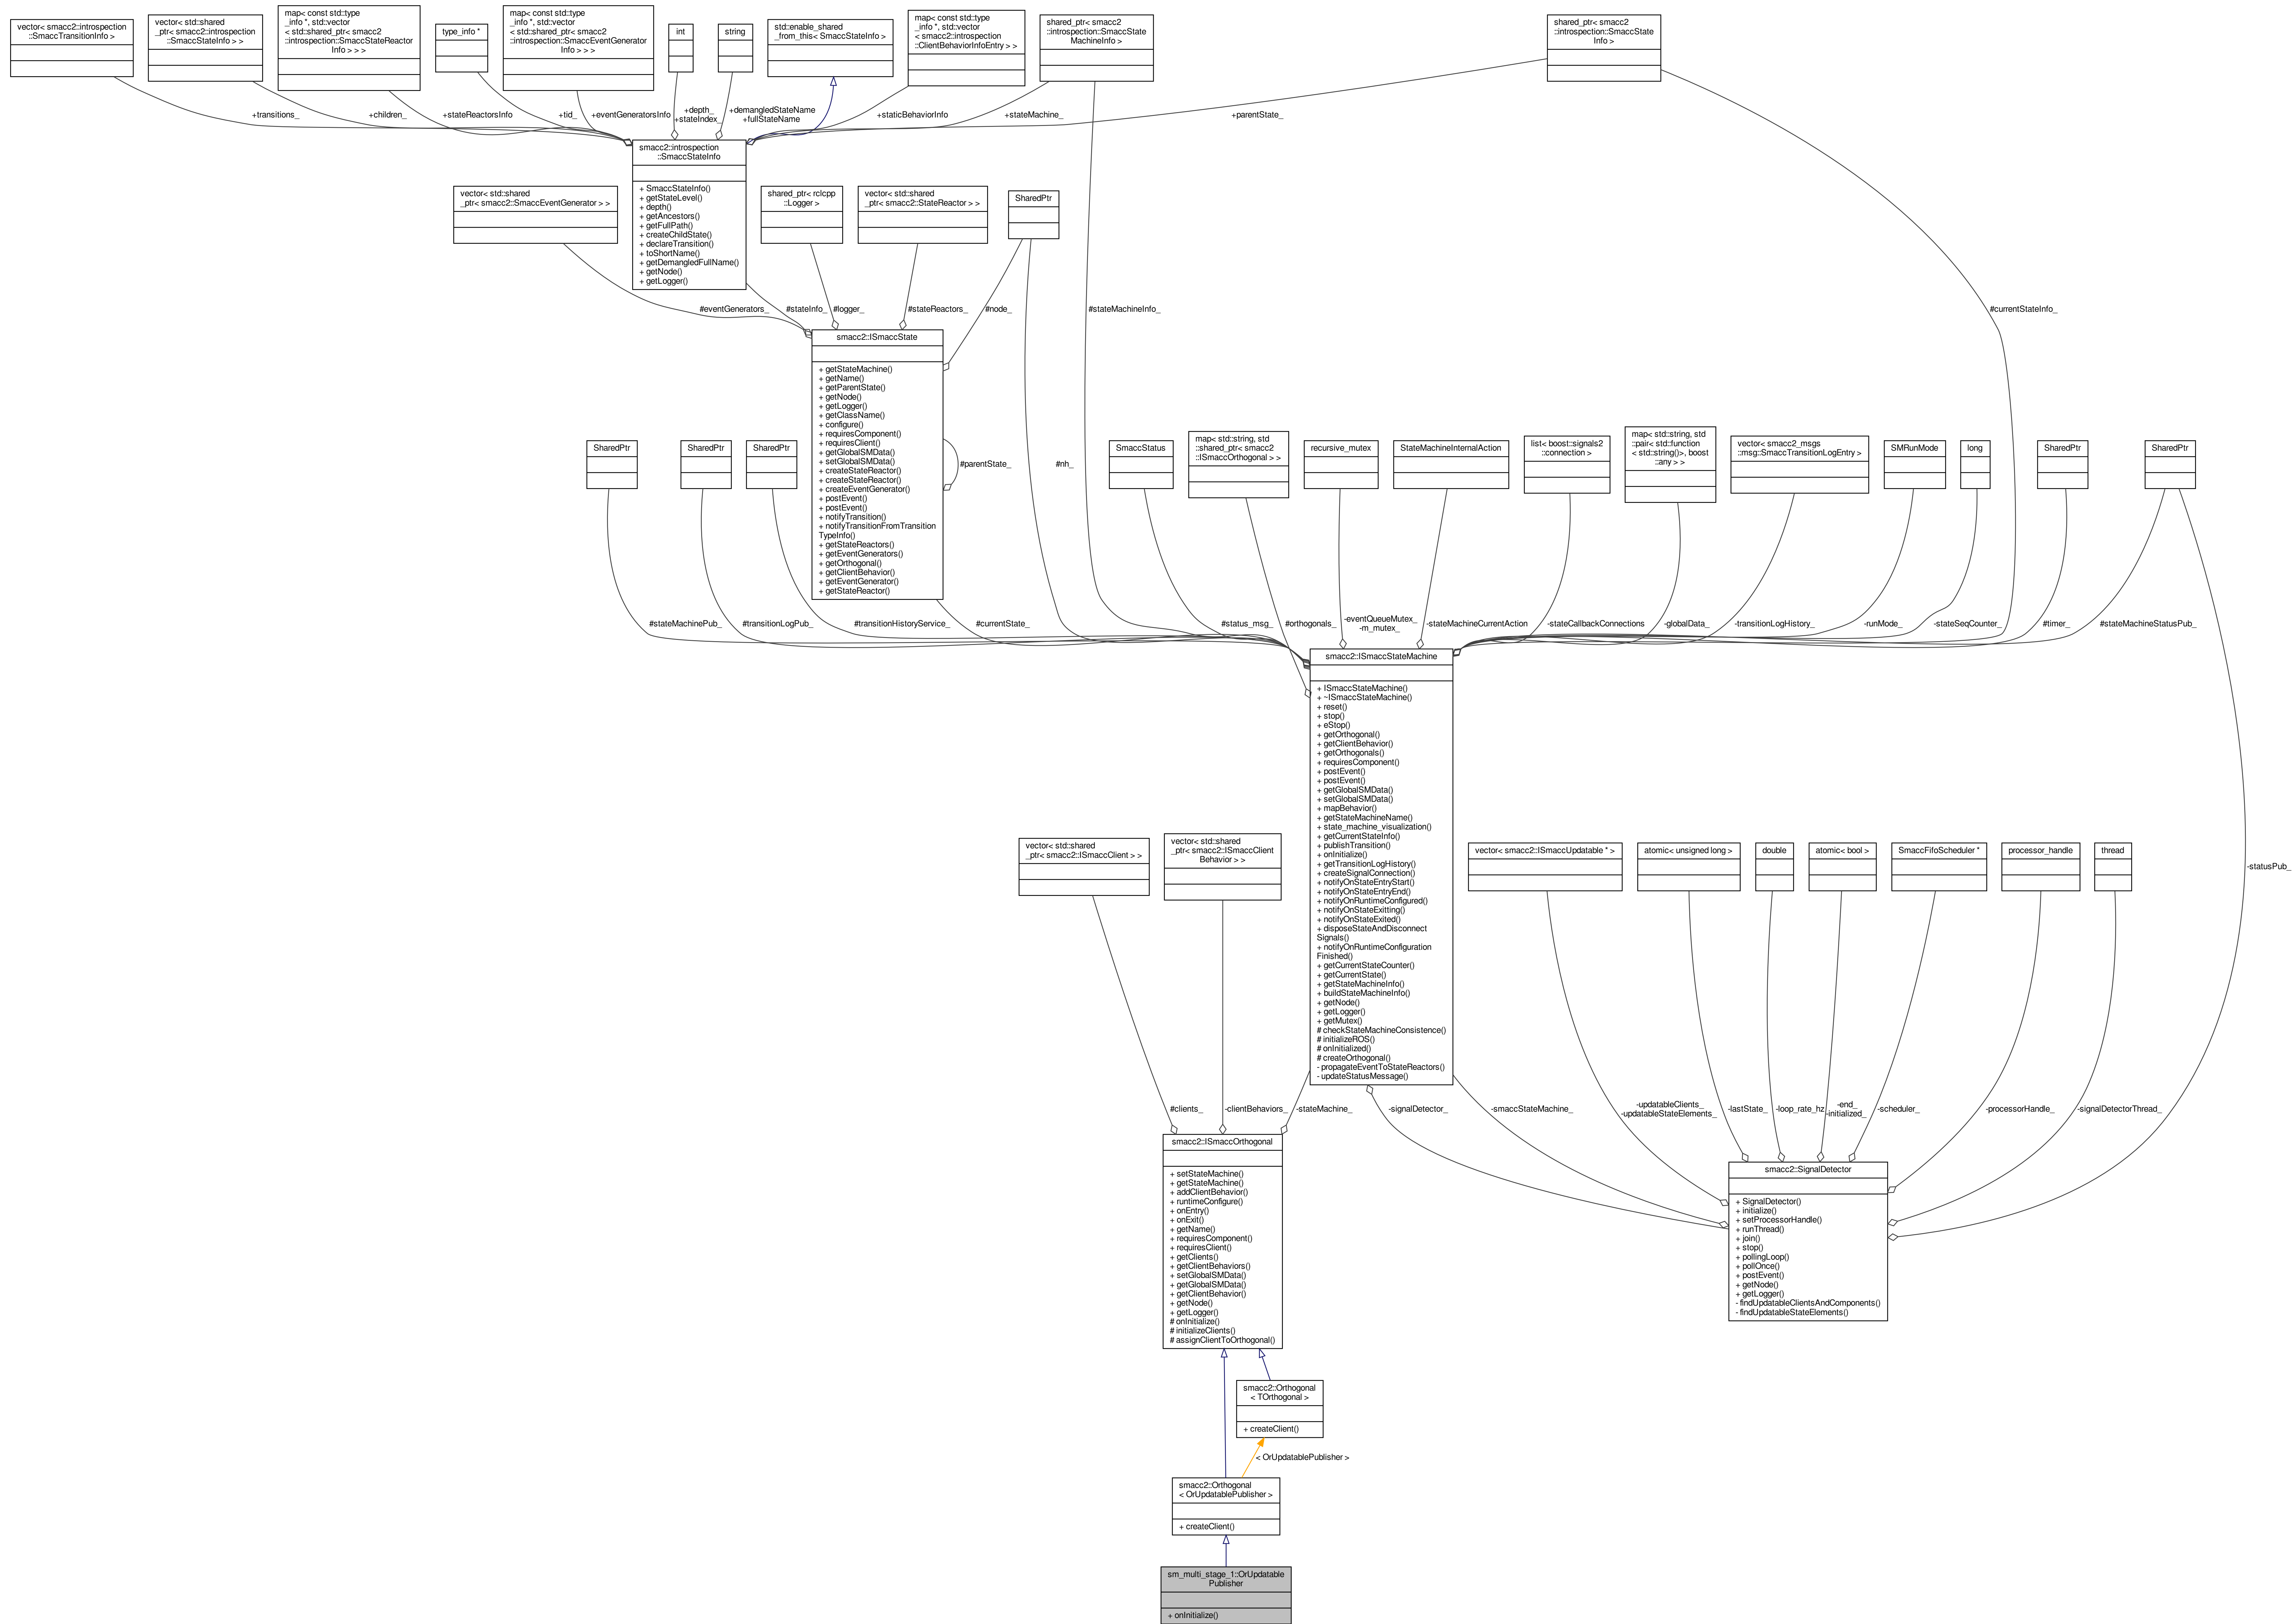 vector< smacc2::introspection
::SmaccTransitionInfo >
vector< std::shared
_ptr< smacc2::introspection
::SmaccStateInfo > >
map< const std::type
_info *, std::vector
< std::shared_ptr< smacc2
::introspection::SmaccStateReactor
Info > > >
type_info *
map< const std::type
_info *, std::vector
< std::shared_ptr< smacc2
::introspection::SmaccEventGenerator
Info > > >
int
string
std::enable_shared
_from_this< SmaccStateInfo >
map< const std::type
_info *, std::vector
< smacc2::introspection
::ClientBehaviorInfoEntry > >
shared_ptr< smacc2
::introspection::SmaccState
MachineInfo >
shared_ptr< smacc2
::introspection::SmaccState
Info >
+transitions_
+children_
+stateReactorsInfo
+tid_
+eventGeneratorsInfo
+depth_
+stateIndex_
+demangledStateName
+fullStateName
+staticBehaviorInfo
+stateMachine_
+parentState_
smacc2::introspection
::SmaccStateInfo
+ SmaccStateInfo()
+ getStateLevel()
+ depth()
+ getAncestors()
+ getFullPath()
+ createChildState()
+ declareTransition()
+ toShortName()
+ getDemangledFullName()
+ getNode()
+ getLogger()
vector< std::shared
_ptr< smacc2::SmaccEventGenerator > >
shared_ptr< rclcpp
::Logger >
vector< std::shared
_ptr< smacc2::StateReactor > >
SharedPtr
#eventGenerators_
#stateInfo_
#logger_
#stateReactors_
#node_
#stateMachineInfo_
#currentStateInfo_
smacc2::ISmaccState
+ getStateMachine()
+ getName()
+ getParentState()
+ getNode()
+ getLogger()
+ getClassName()
+ configure()
+ requiresComponent()
+ requiresClient()
+ getGlobalSMData()
+ setGlobalSMData()
+ createStateReactor()
+ createStateReactor()
+ createEventGenerator()
+ postEvent()
+ postEvent()
+ notifyTransition()
+ notifyTransitionFromTransition
TypeInfo()
+ getStateReactors()
+ getEventGenerators()
+ getOrthogonal()
+ getClientBehavior()
+ getEventGenerator()
+ getStateReactor()
#parentState_
#nh_
SharedPtr
SharedPtr
SharedPtr
SmaccStatus
map< std::string, std
::shared_ptr< smacc2
::ISmaccOrthogonal > >
recursive_mutex
StateMachineInternalAction
list< boost::signals2
::connection >
map< std::string, std
::pair< std::function
< std::string()>, boost
::any > >
vector< smacc2_msgs
::msg::SmaccTransitionLogEntry >
SMRunMode
long
SharedPtr
SharedPtr
#stateMachinePub_
#transitionLogPub_
#transitionHistoryService_
#currentState_
#status_msg_
#orthogonals_
-eventQueueMutex_
-m_mutex_
-stateMachineCurrentAction
-stateCallbackConnections
-globalData_
-transitionLogHistory_
-runMode_
-stateSeqCounter_
#timer_
#stateMachineStatusPub_
smacc2::ISmaccStateMachine
+ ISmaccStateMachine()
+ ~ISmaccStateMachine()
+ reset()
+ stop()
+ eStop()
+ getOrthogonal()
+ getClientBehavior()
+ getOrthogonals()
+ requiresComponent()
+ postEvent()
+ postEvent()
+ getGlobalSMData()
+ setGlobalSMData()
+ mapBehavior()
+ getStateMachineName()
+ state_machine_visualization()
+ getCurrentStateInfo()
+ publishTransition()
+ onInitialize()
+ getTransitionLogHistory()
+ createSignalConnection()
+ notifyOnStateEntryStart()
+ notifyOnStateEntryEnd()
+ notifyOnRuntimeConfigured()
+ notifyOnStateExitting()
+ notifyOnStateExited()
+ disposeStateAndDisconnect
Signals()
+ notifyOnRuntimeConfiguration
Finished()
+ getCurrentStateCounter()
+ getCurrentState()
+ getStateMachineInfo()
+ buildStateMachineInfo()
+ getNode()
+ getLogger()
+ getMutex()
# checkStateMachineConsistence()
# initializeROS()
# onInitialized()
# createOrthogonal()
- propagateEventToStateReactors()
- updateStatusMessage()
vector< std::shared
_ptr< smacc2::ISmaccClient > >
vector< std::shared
_ptr< smacc2::ISmaccClient
Behavior > >
vector< smacc2::ISmaccUpdatable * >
atomic< unsigned long >
double
atomic< bool >
SmaccFifoScheduler *
processor_handle
thread
-statusPub_
#clients_
-clientBehaviors_
-stateMachine_
-signalDetector_
-smaccStateMachine_
-updatableClients_
-updatableStateElements_
-lastState_
-loop_rate_hz
-end_
-initialized_
-scheduler_
-processorHandle_
-signalDetectorThread_
smacc2::ISmaccOrthogonal
+ setStateMachine()
+ getStateMachine()
+ addClientBehavior()
+ runtimeConfigure()
+ onEntry()
+ onExit()
+ getName()
+ requiresComponent()
+ requiresClient()
+ getClients()
+ getClientBehaviors()
+ setGlobalSMData()
+ getGlobalSMData()
+ getClientBehavior()
+ getNode()
+ getLogger()
# onInitialize()
# initializeClients()
# assignClientToOrthogonal()
smacc2::SignalDetector
+ SignalDetector()
+ initialize()
+ setProcessorHandle()
+ runThread()
+ join()
+ stop()
+ pollingLoop()
+ pollOnce()
+ postEvent()
+ getNode()
+ getLogger()
- findUpdatableClientsAndComponents()
- findUpdatableStateElements()
smacc2::Orthogonal
< TOrthogonal >
+ createClient()
< OrUpdatablePublisher >
smacc2::Orthogonal
< OrUpdatablePublisher >
+ createClient()
sm_multi_stage_1::OrUpdatable
Publisher
+ onInitialize()